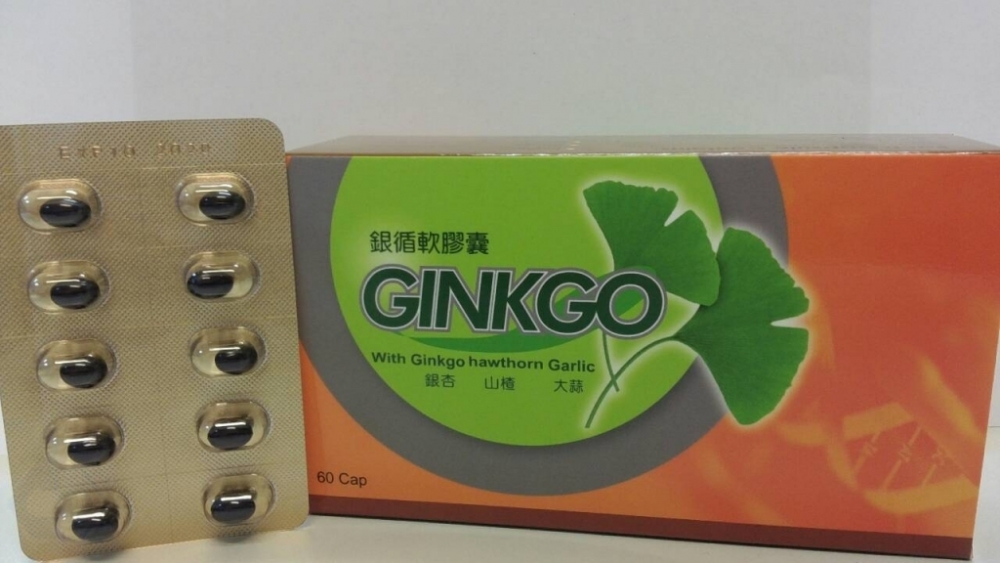 銀循軟膠囊
GINKGO
With Ginkgo hawthorn Garlic
銀杏 山楂 大蒜
60 Cap